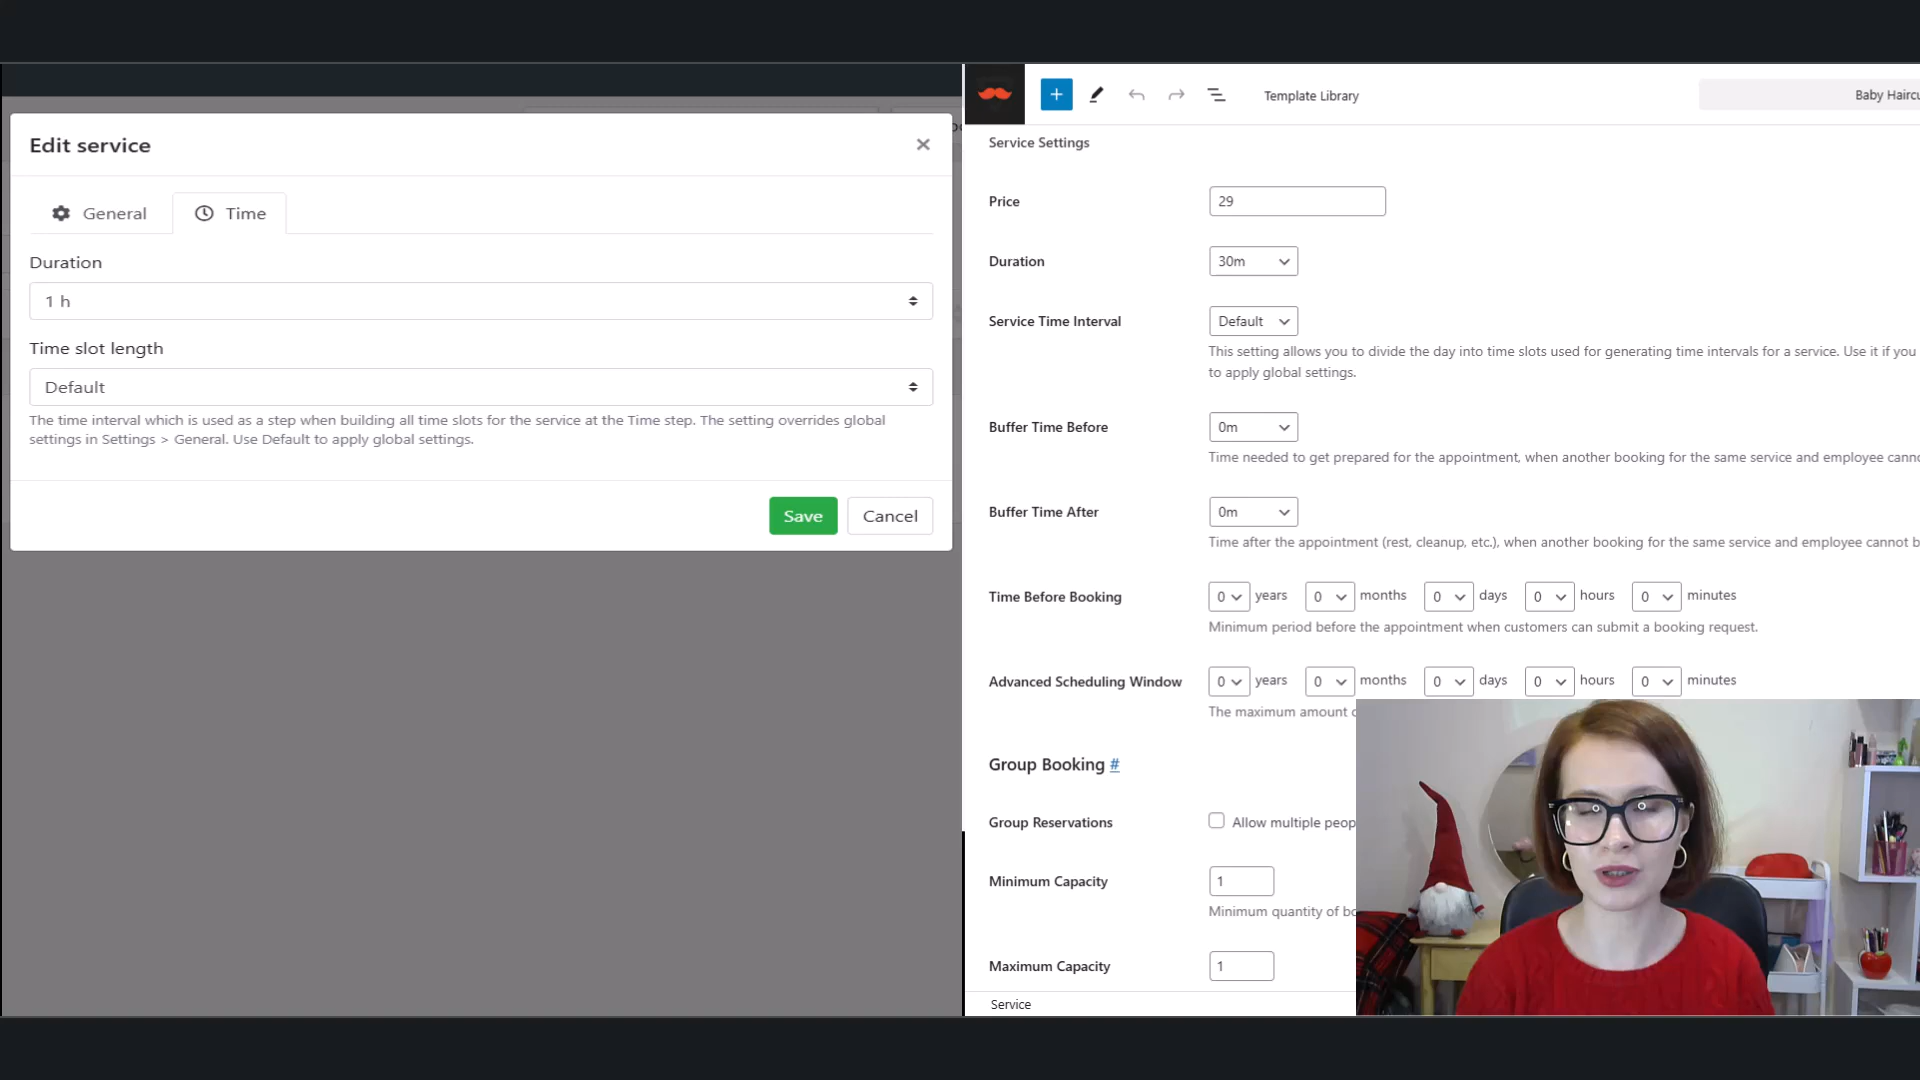 Edit service
General
Time
Duration
1 h
Time slot length
Default
The time interval which is used as a step when building all time slots for the service at the Time step. The setting overrides global
settings in Settings > General. Use Default to apply global settings.
Save
Cancel
Template Library
Baby Haircu
Service Settings
Price
29
Duration
30m
Service Time Interval
Default
This setting allows you to divide the day into time slots used for generating time intervals for a service. Use it if you
to apply global settings.
Buffer Time Before
0m
Time needed to get prepared for the appointment, when another booking for the same service and employee cann
Buffer Time After
0m
Time after the appointment (rest, cleanup, etc.), when another booking for the same service and employee cannot b
Time Before Booking
0 years 0 months 0 days 0 hours 0 minutes
Minimum period before the appointment when customers can submit a booking request.
Advanced Scheduling Window
0 years 0 months 0 days 0 hours 0 minutes
The maximum amount
Group Booking #
Group Reservations
Allow multiple peop
Minimum Capacity
1
Minimum quantity of bo
Maximum Capacity
1
Service